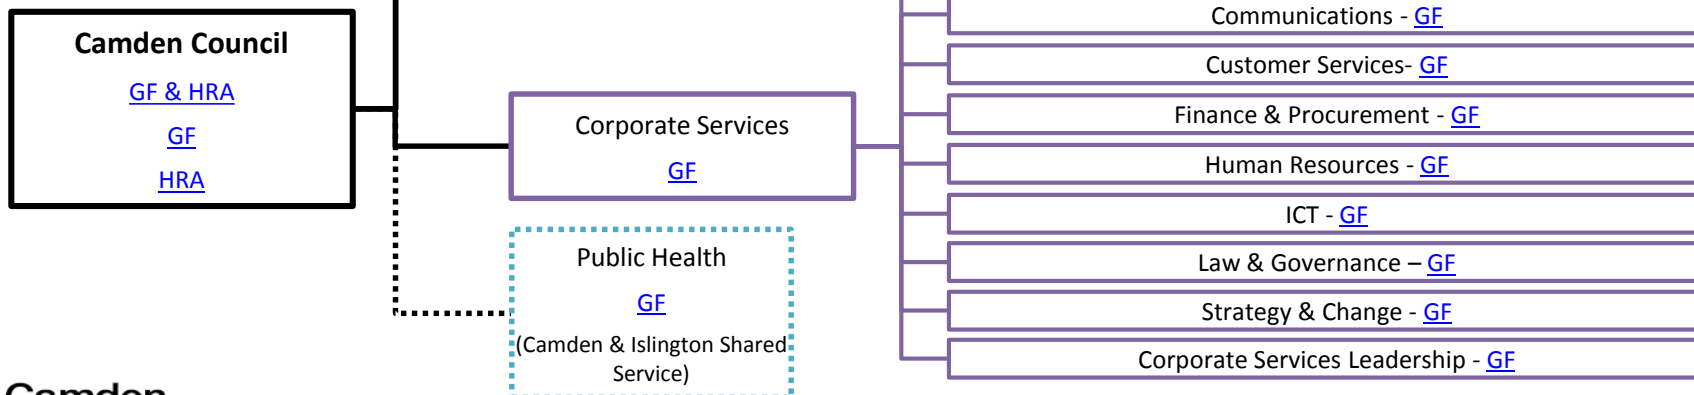 Camden Council
GF & HRA
GF
HRA
Corporate Services
GF
Public Health
GF
(Camden & Islington Shared
Service)
Communications - GF
Customer Services- GF
Finance & Procurement - GF
Human Resources - GF
ICT - GF
Law & Governance – GF
Strategy & Change - GF
Corporate Services Leadership - GF
Camden